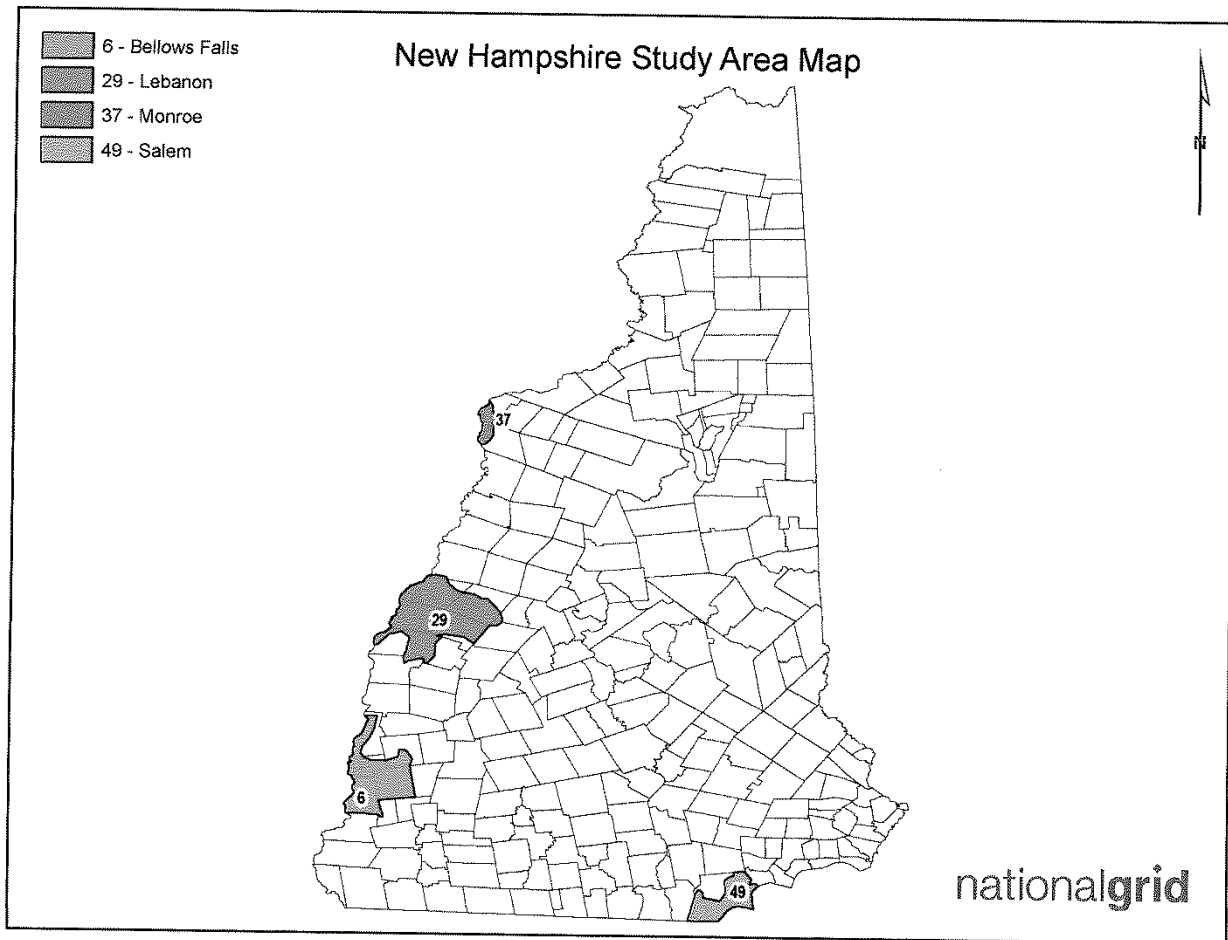 New Hampshire Study Area Map
6 - Bellows Falls
29 - Lebanon
37 - Monroe
49 - Salem
N
37
29
6
49
nationalgrid